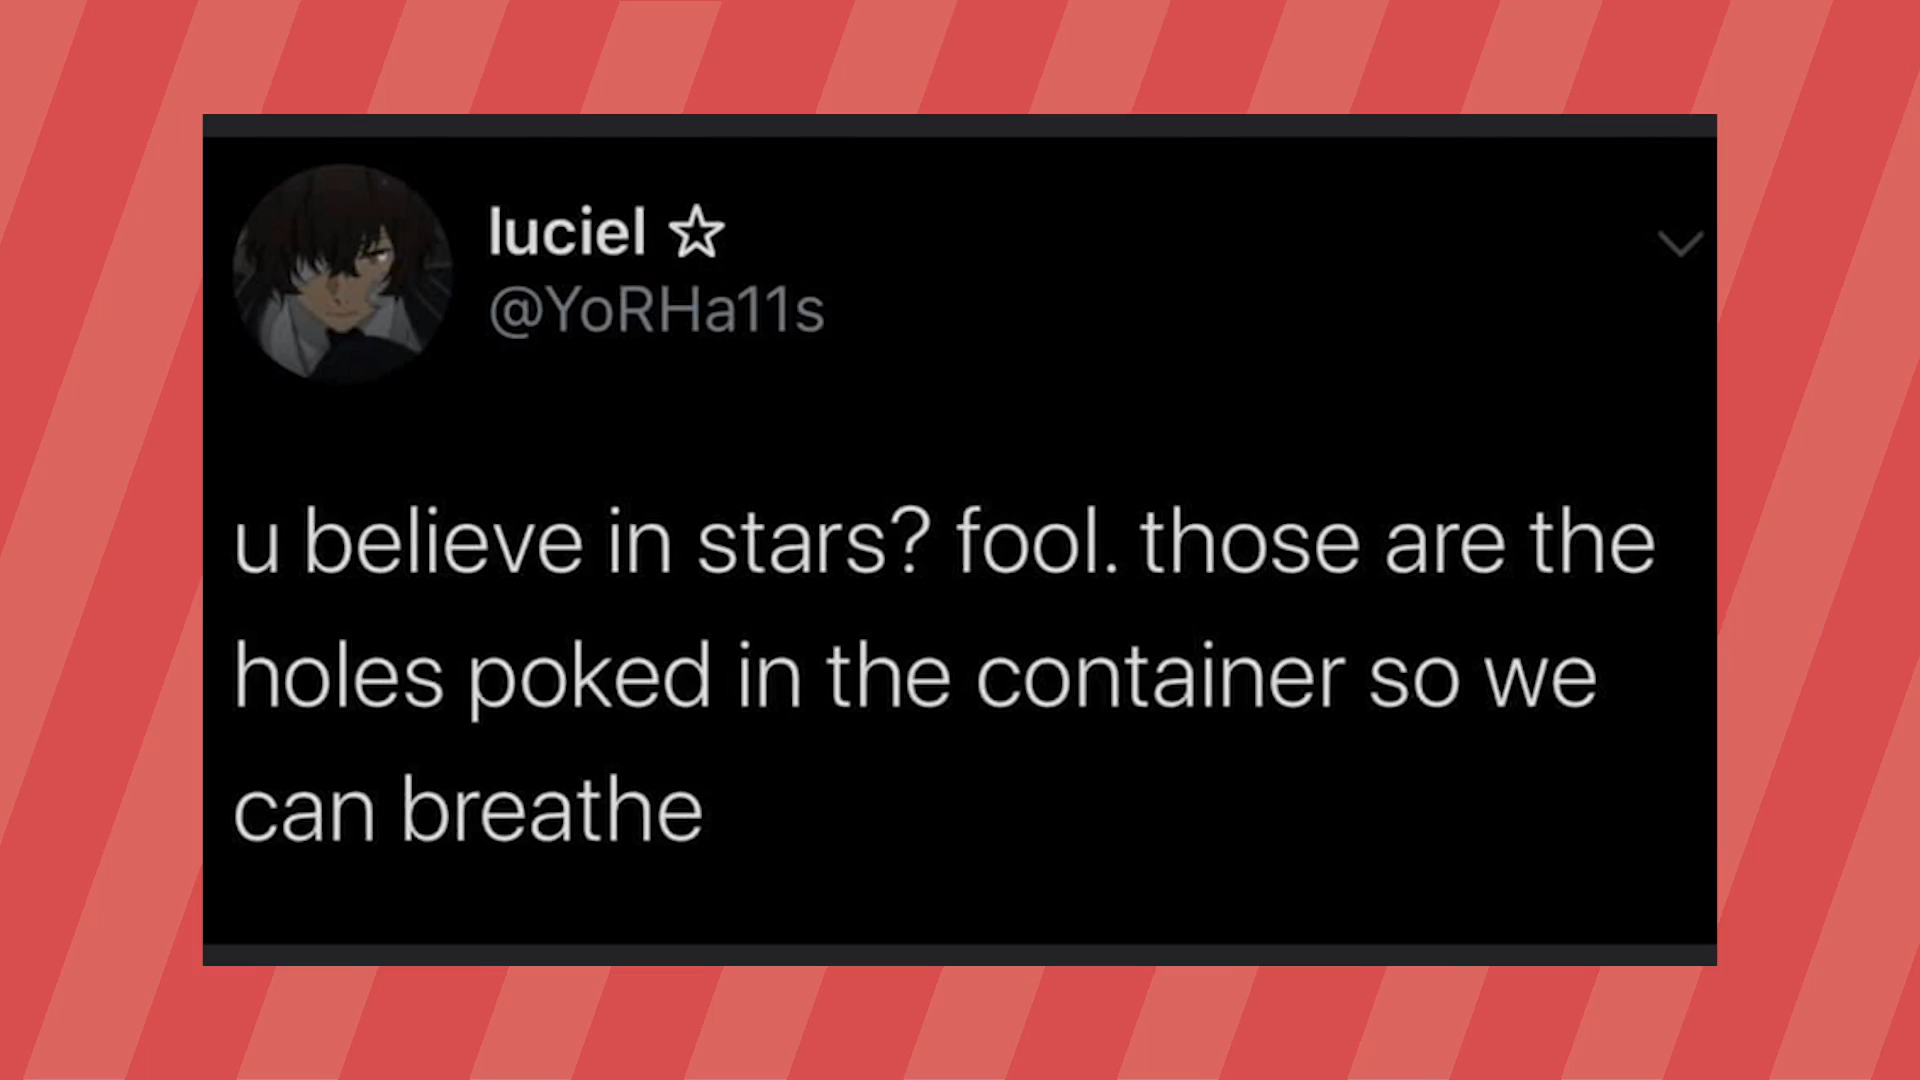 luciel ☆
@YoRHa11s
u believe in stars? fool. those are the
holes poked in the container so we
can breathe